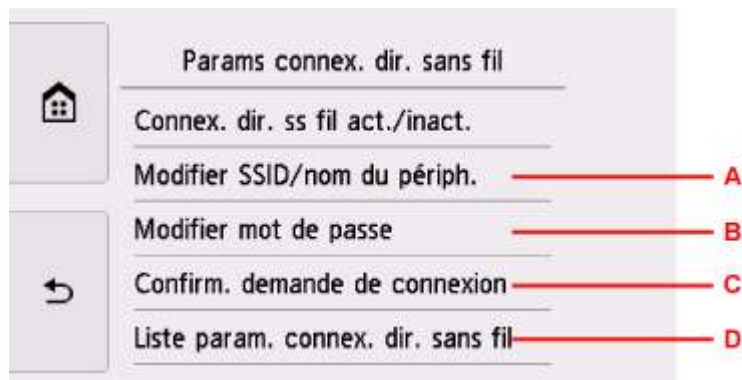 Params connex. dir. sans fil
Connex. dir. ss fil act./inact.
Modifier SSID/nom du périph.
A
Modifier mot de passe
B
Confirm. demande de connexion
C
Liste param. connex. dir. sans fil
D